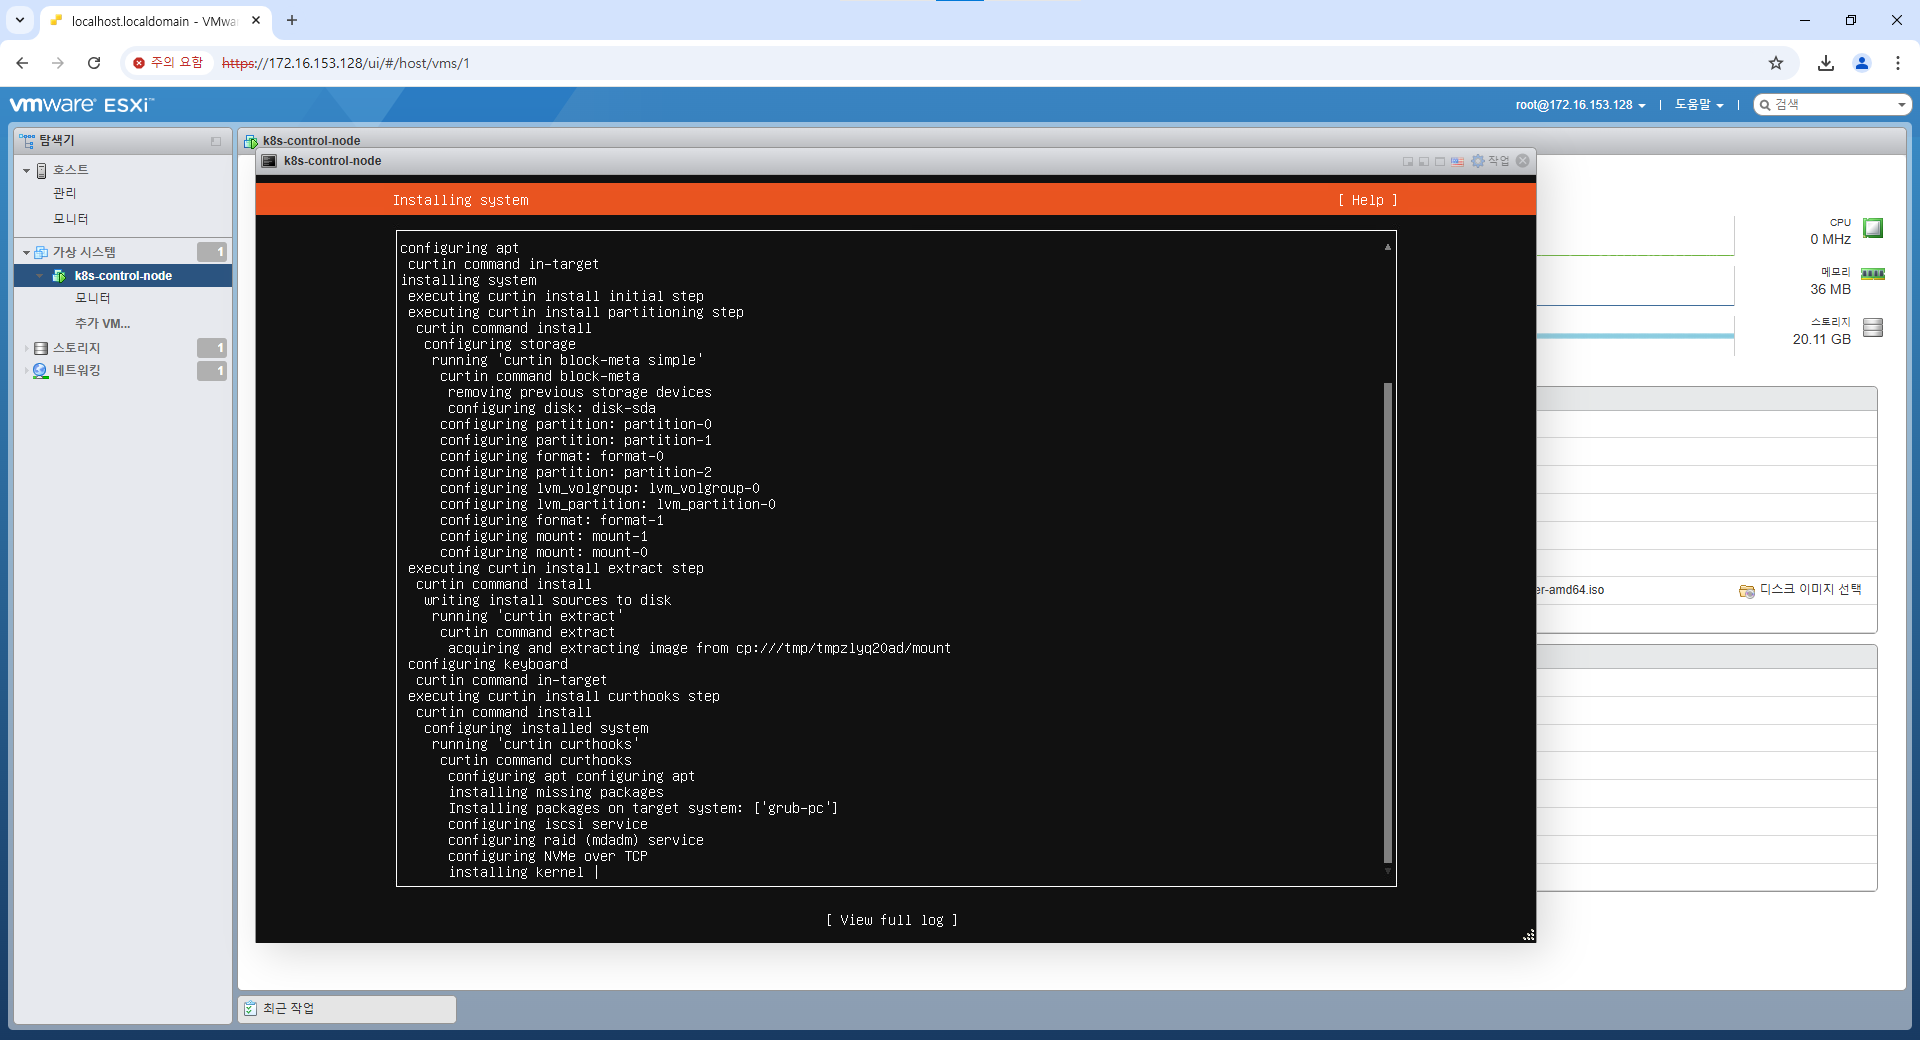 localhost.localdomain - VMwa
주의 요함
https://172.16.153.128/ui/#/host/vms/1
vmware ESXi™
root@172.16.153.128
도움말
검색
탐색기
호스트
관리
모니터
가상 시스템
1
k8s-control-node
모니터
추가 VM...
스토리지
1
네트워킹
1
k8s-control-node
k8s-control-node
작업
Installing system
[ Help ]
configuring apt
curtin command in-target
installing system
executing curtin install initial step
executing curtin install partitioning step
curtin command install
configuring storage
running 'curtin block-meta simple'
curtin command block-meta
removing previous storage devices
configuring disk: disk-sda
configuring partition: partition-0
configuring partition: partition-1
configuring format: format-0
configuring partition: partition-2
configuring lvm_volgroup: lvm_volgroup-0
configuring lvm_partition: lvm_partition-0
configuring format: format-1
configuring mount: mount-1
configuring mount: mount-0
executing curtin install extract step
curtin command install
writing install sources to disk
running 'curtin extract'
curtin command extract
acquiring and extracting image from cp:///tmp/tmpzlyq20ad/mount
configuring keyboard
curtin command in-target
executing curtin install curthooks step
curtin command install
configuring installed system
running 'curtin curthooks'
curtin command curthooks
configuring apt configuring apt
installing missing packages
Installing packages on target system: ['grub-pc']
configuring iscsi service
configuring raid (mdadm) service
configuring NVMe over TCP
installing kernel |
[ View full log ]
CPU
0 MHz
메모리
36 MB
스토리지
20.11 GB
er-amd64.iso
디스크 이미지 선택
최근 작업